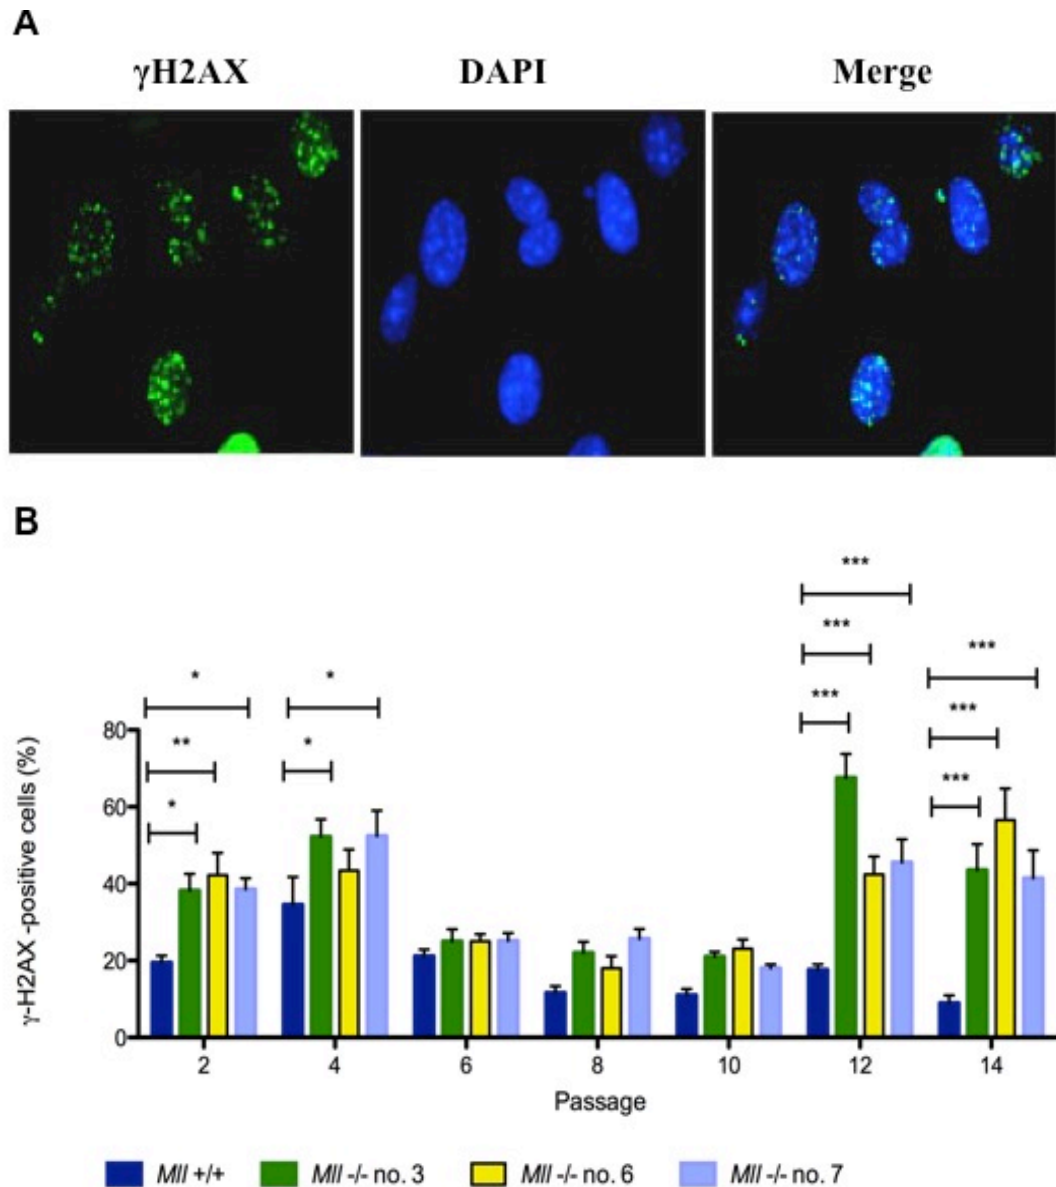 A
γH2AX DAPI Merge
B
***
***
***
***
***
***
*
*
**
*
*
γ-H2AX -positive cells (%)
80
60
40
20
0
2 4 6 8 10 12 14
Passage
Mll +/+ Mll -/- no. 3 Mll -/- no. 6 Mll -/- no. 7